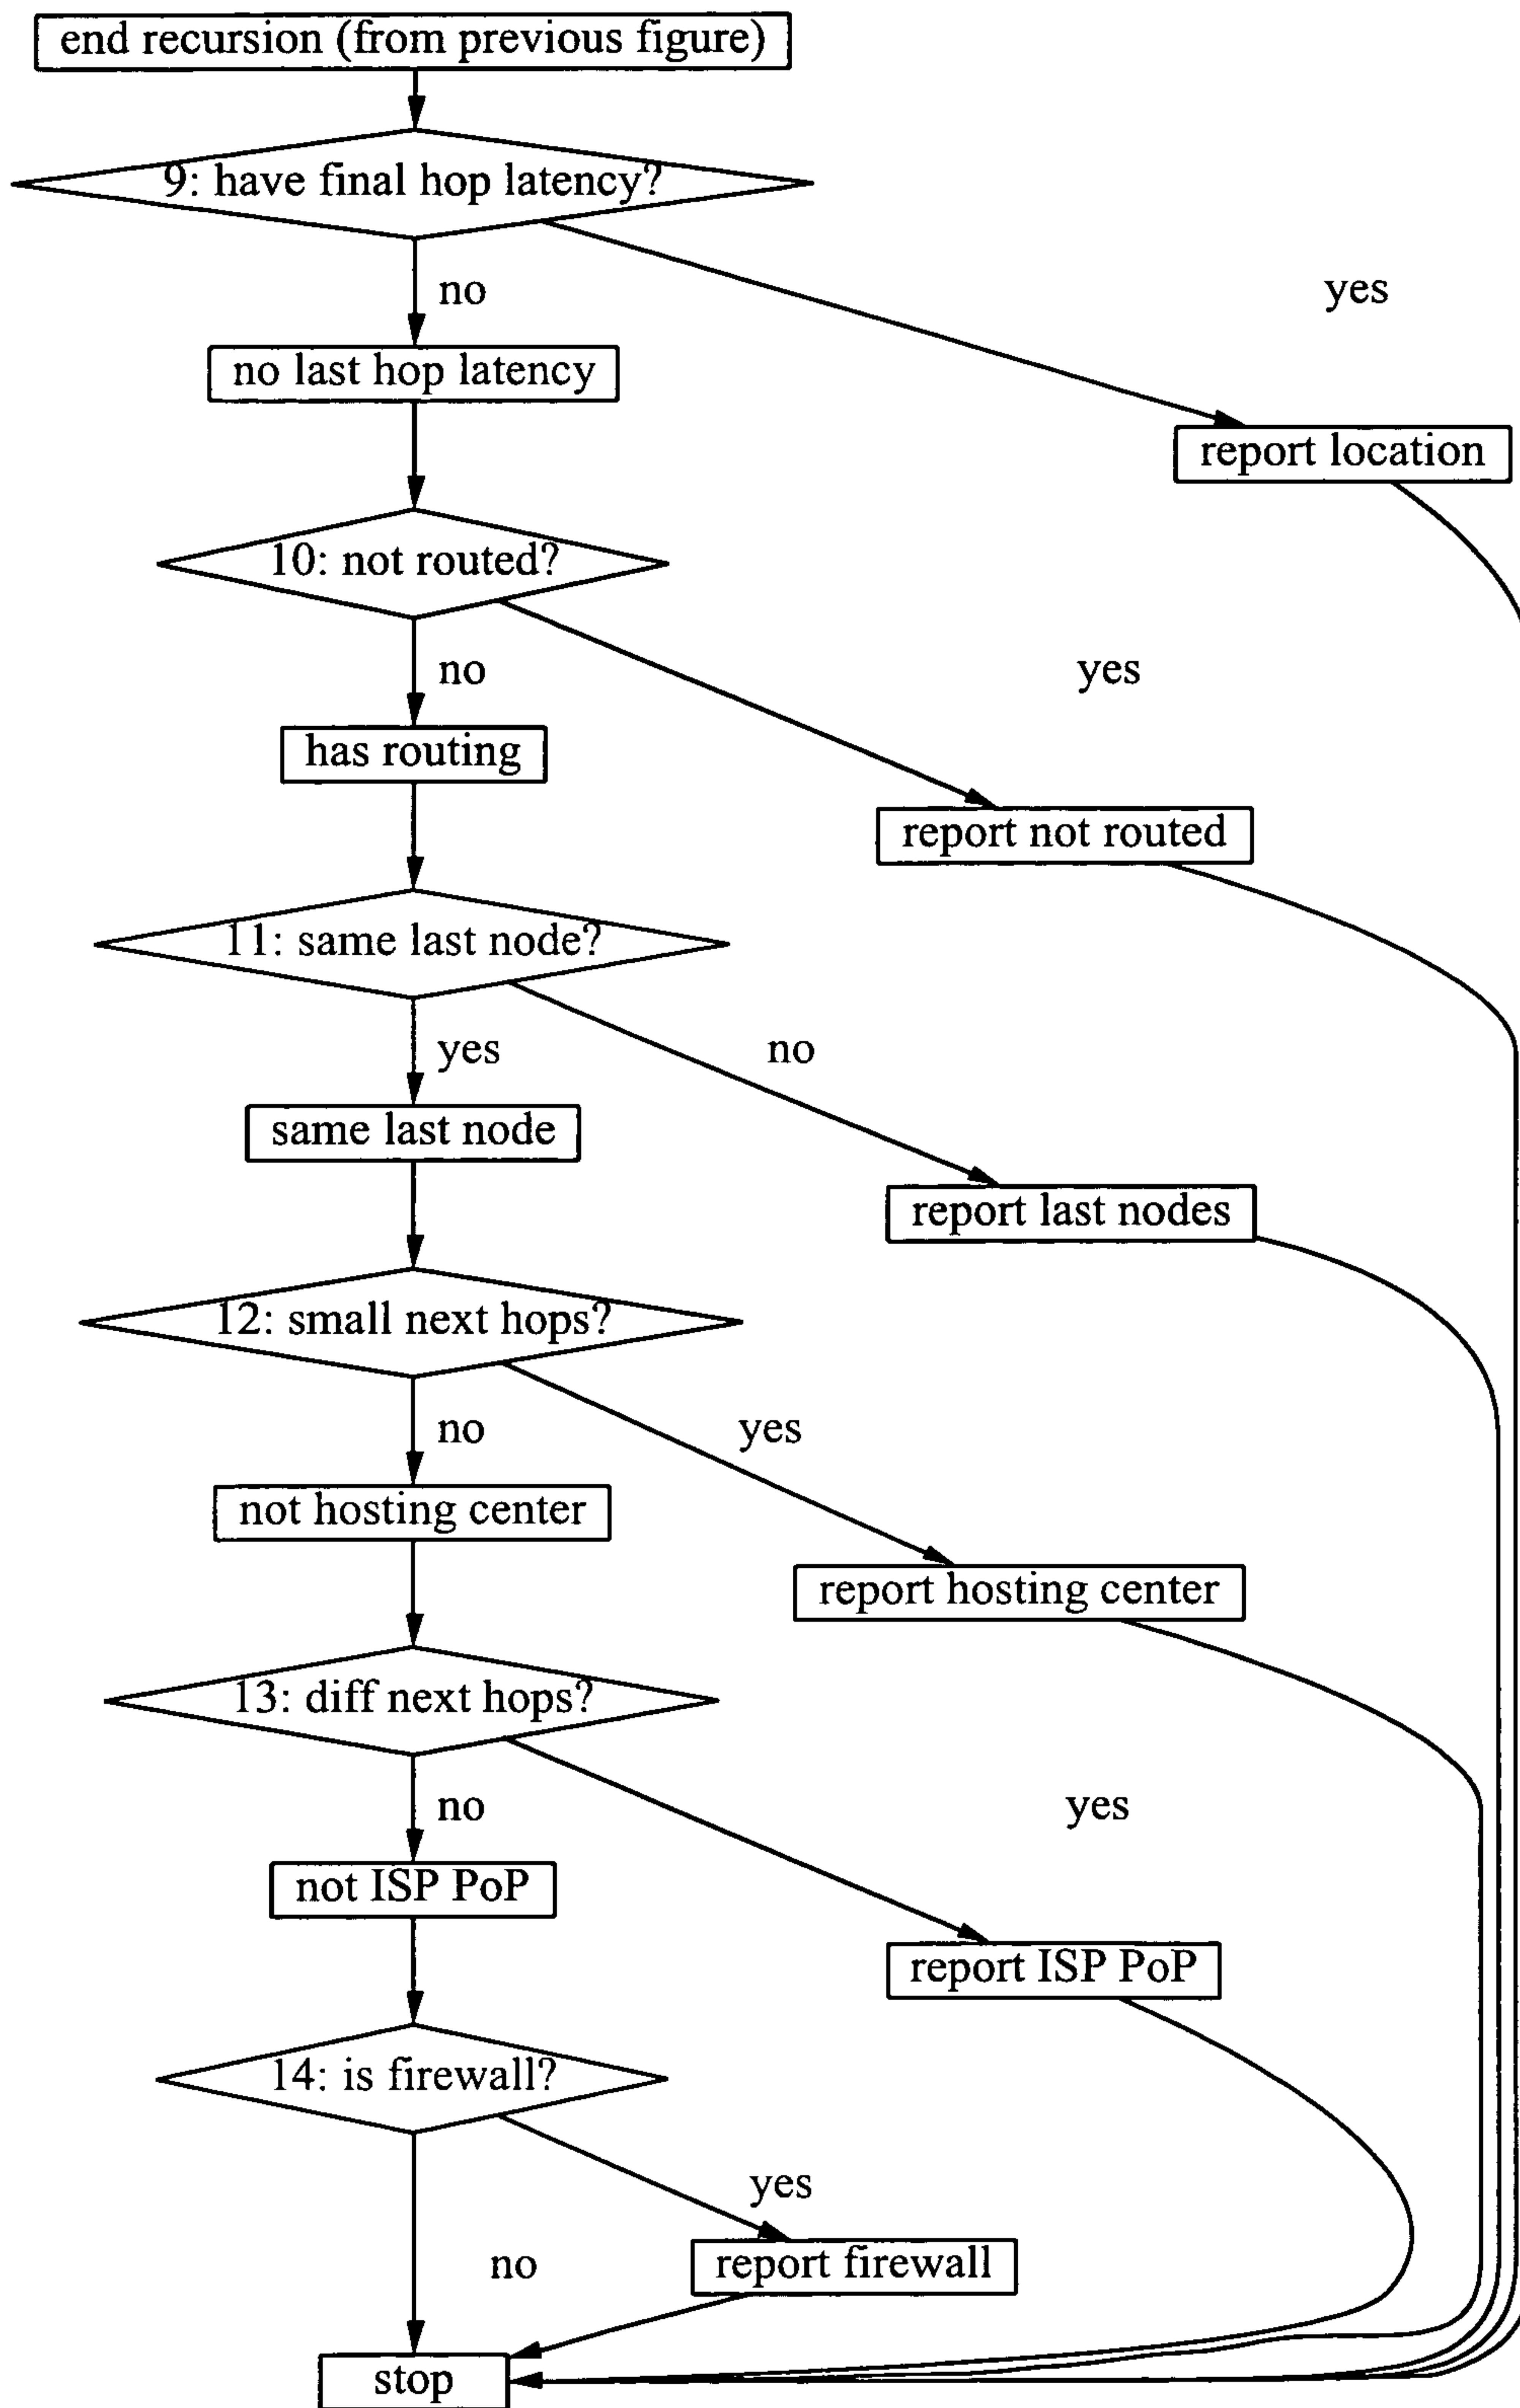 end recursion (from previous figure)
9: have final hop latency?
no
yes
no last hop latency
report location
10: not routed?
no
yes
has routing
report not routed
11: same last node?
yes
no
same last node
report last nodes
12: small next hops?
no
yes
not hosting center
report hosting center
13: diff next hops?
no
yes
not ISP PoP
report ISP PoP
14: is firewall?
yes
no
report firewall
stop